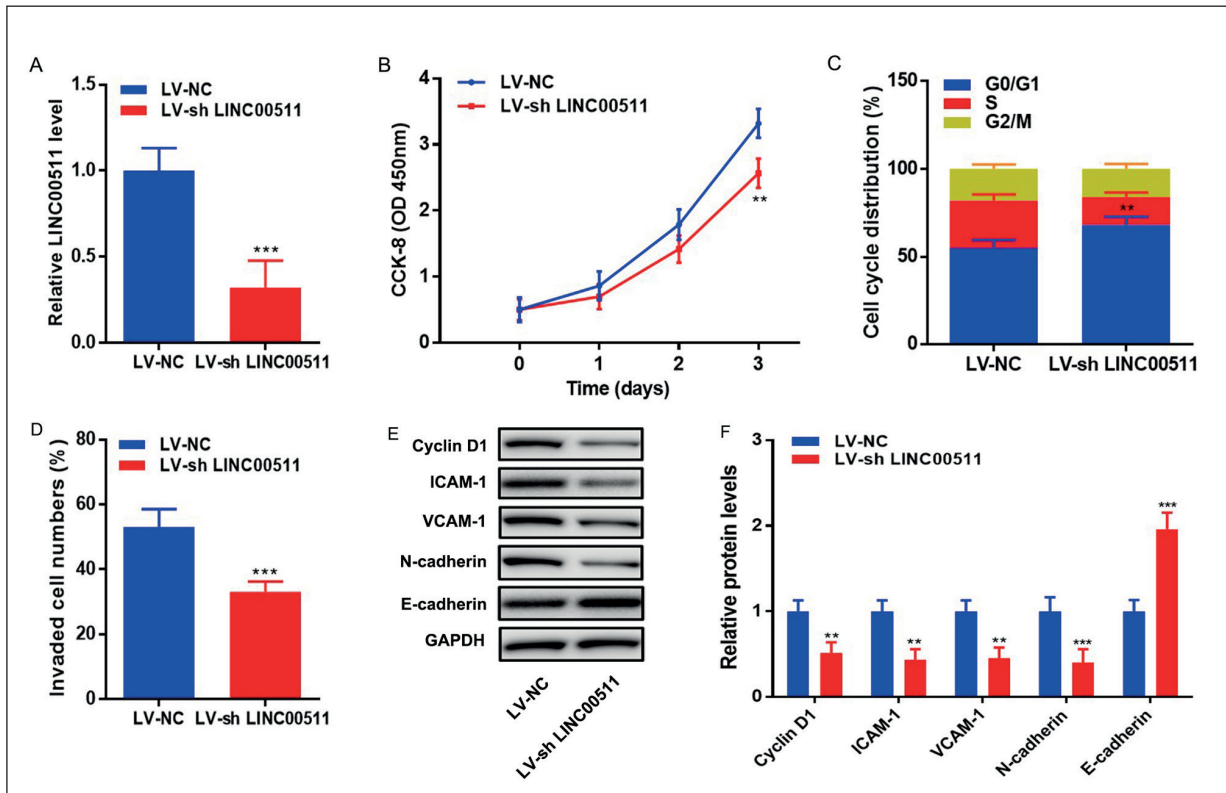 A
LV-NC
LV-sh LINC00511
Relative LINC00511 level
1.5
1.0
0.5
0.0
***
LV-NC LV-sh LINC00511
B
LV-NC
LV-sh LINC00511
CCK-8 (OD 450nm)
4
3
2
1
0
**
0 1 2 3
Time (days)
C
G0/G1
S
G2/M
Cell cycle distribution (%)
150
100
50
0
**
LV-NC LV-sh LINC00511
D
LV-NC
LV-sh LINC00511
Invaded cell numbers (%)
80
60
40
20
0
***
LV-NC LV-sh LINC00511
E
Cyclin D1
ICAM-1
VCAM-1
N-cadherin
E-cadherin
GAPDH
LV-NC
LV-sh LINC00511
F
LV-NC
LV-sh LINC00511
Relative protein levels
3
2
1
0
** ** ** *** ***
Cyclin D1
ICAM-1
VCAM-1
N-cadherin
E-cadherin